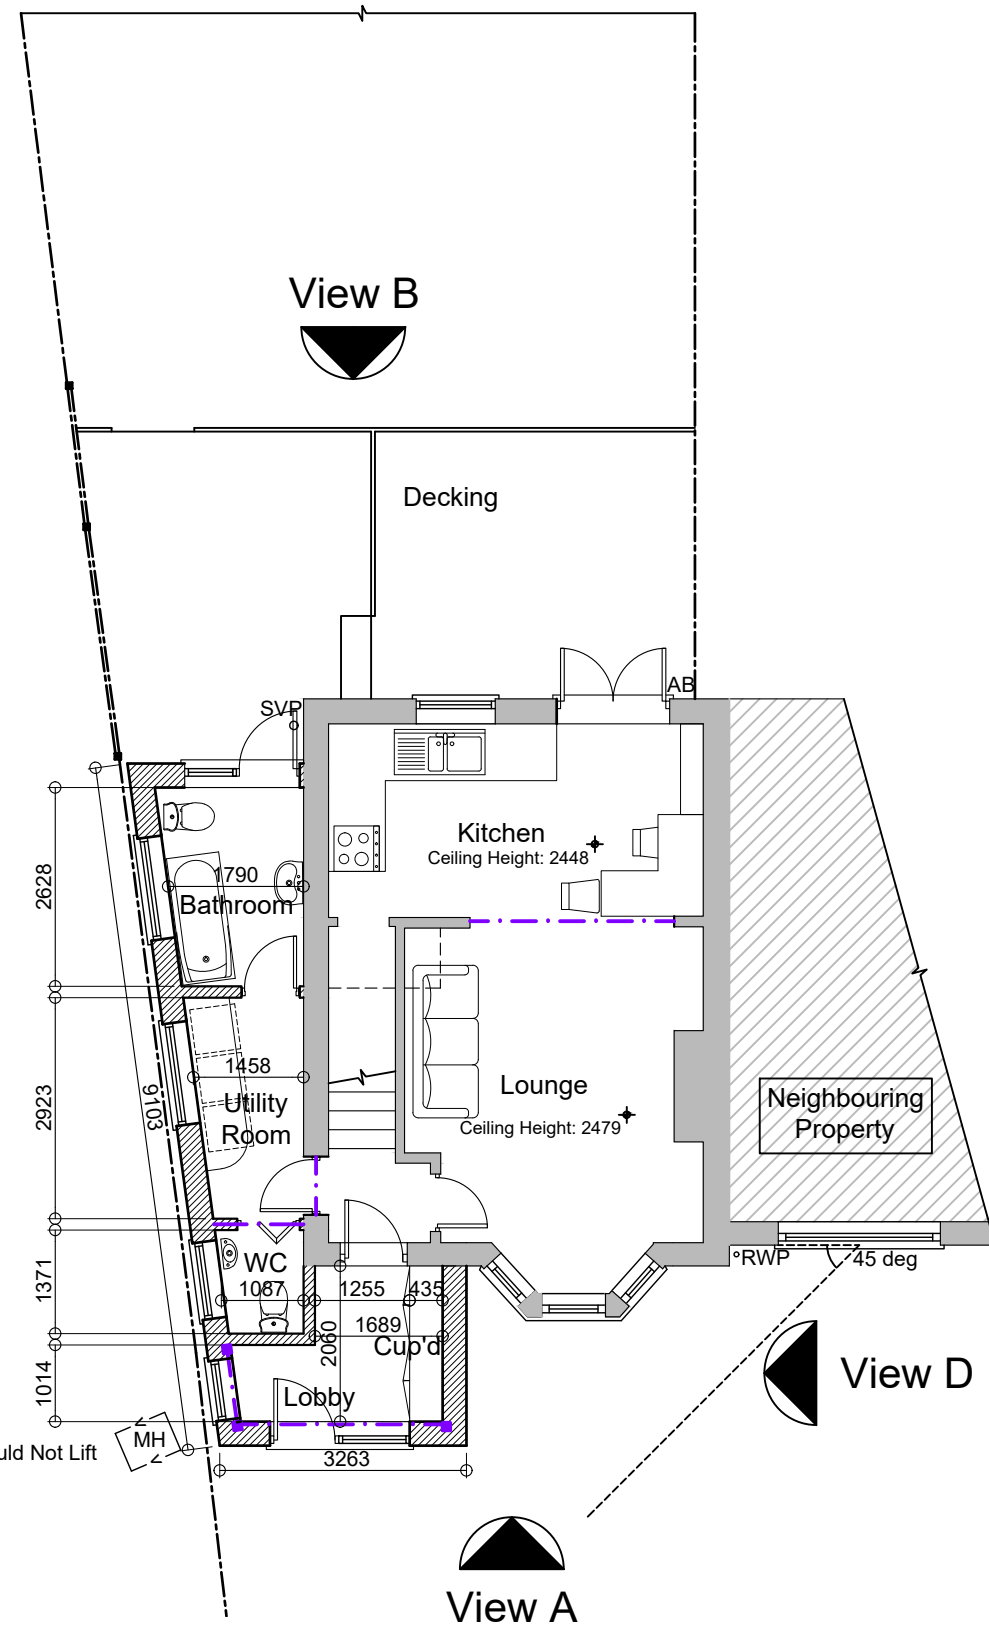 View B
Decking
SVP
AB
Kitchen
Ceiling Height: 2448
1790
Bathroom
2628
1458
Utility
Room
2923
9103
Lounge
Ceiling Height: 2479
Neighbouring
Property
WC
1087
1255
435
1689
2060
Cup'd
1371
1014
Lobby
°RWP
45 deg
View D
MH
uld Not Lift
3263
View A